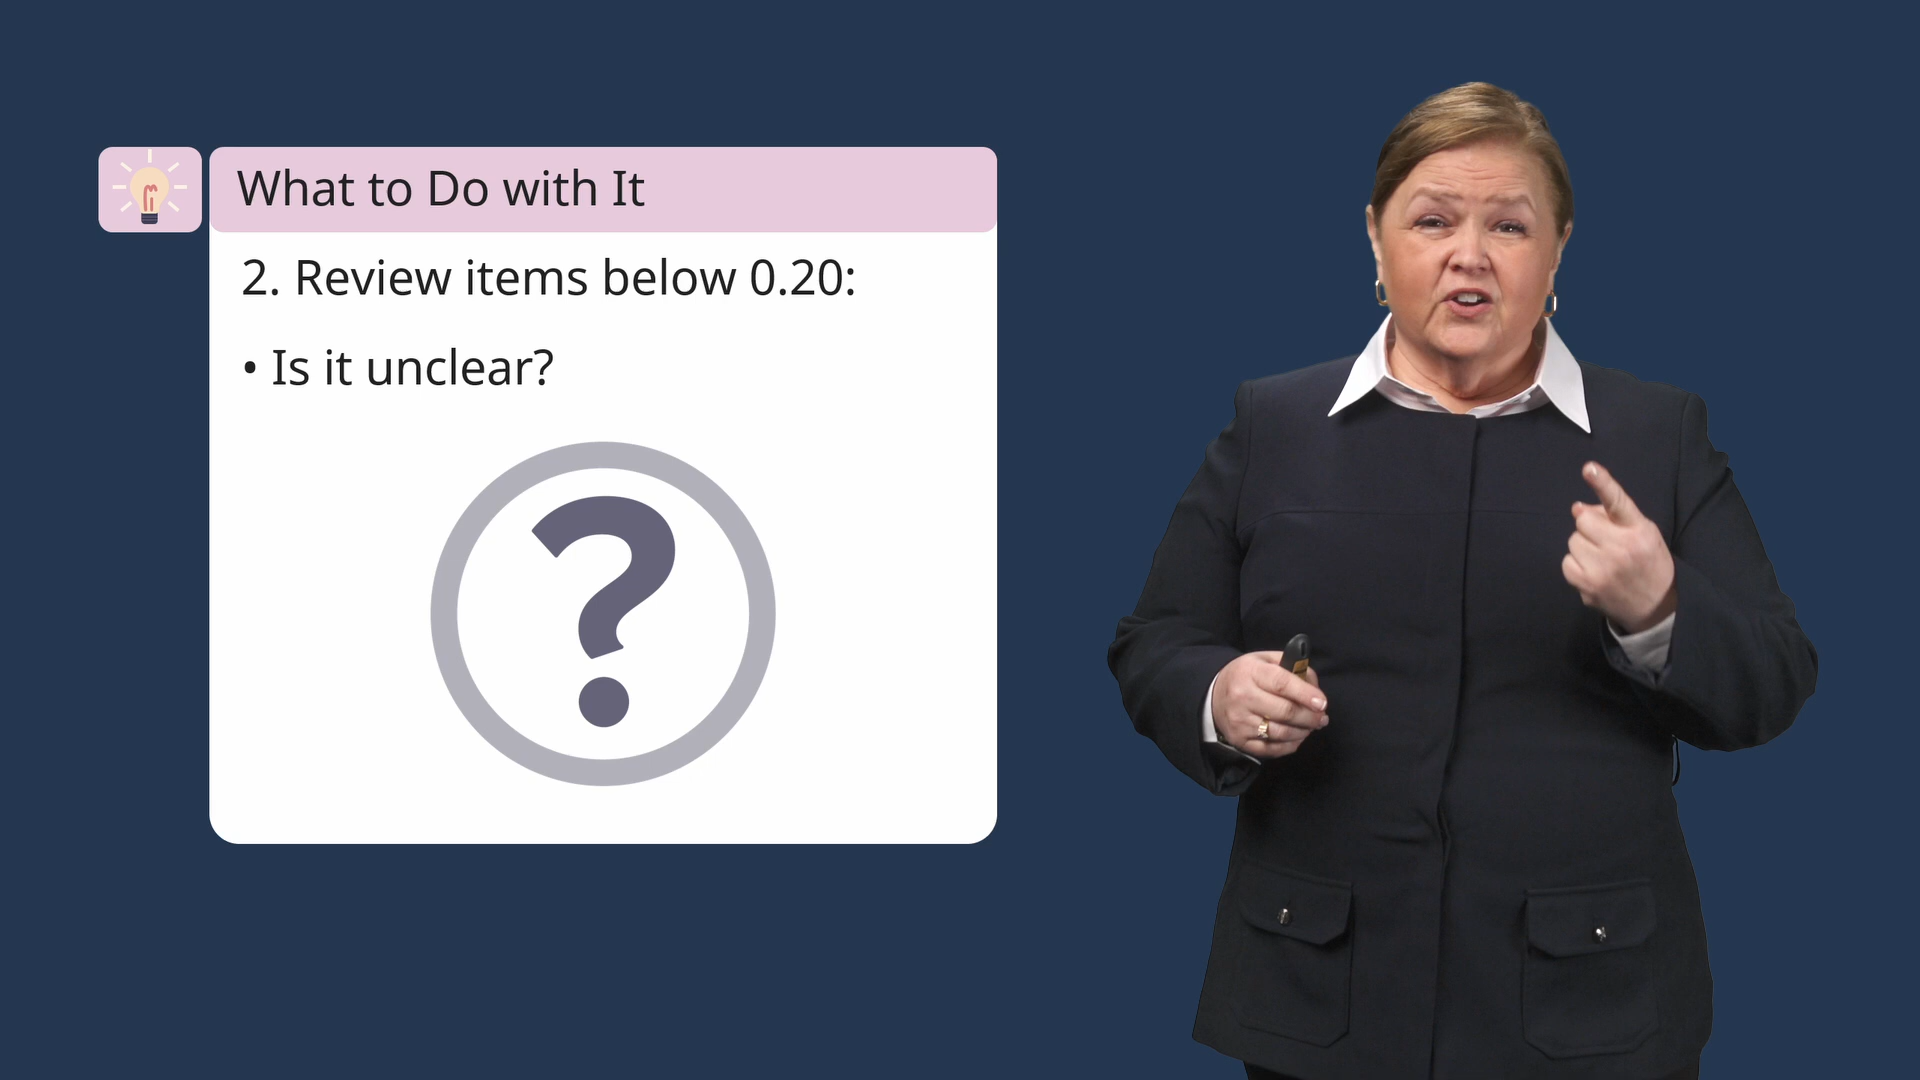 What to Do with It
2. Review items below 0.20:
• Is it unclear?
?